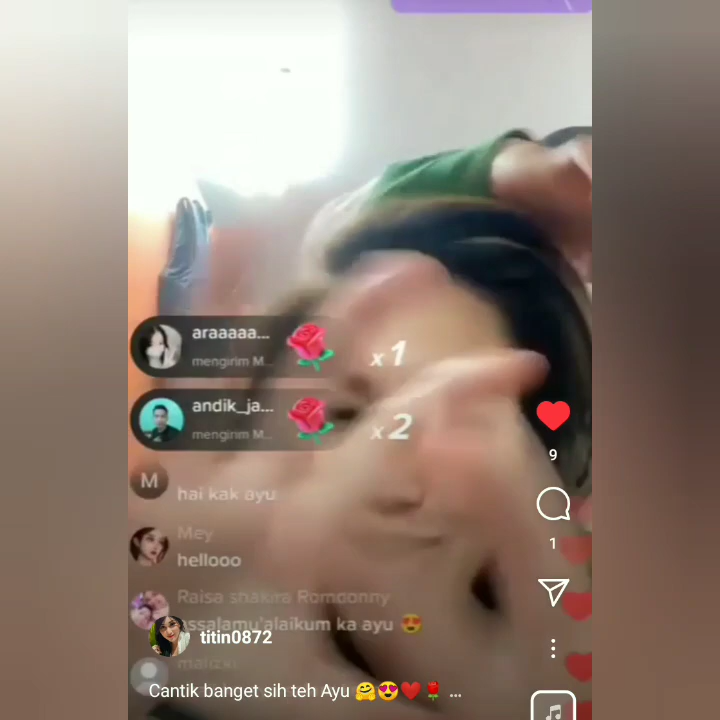 araaaaa...
mengirim M...
x1
andik_ja...
mengirim M...
x2
M
hai kak ayu
Mey
hellooo
Raisa shakira Romdonny
assalamu'alaikum ka ayu 😍
titin0872
Cantik banget sih teh Ayu 🤗😍❤️🌹 ...
9
1